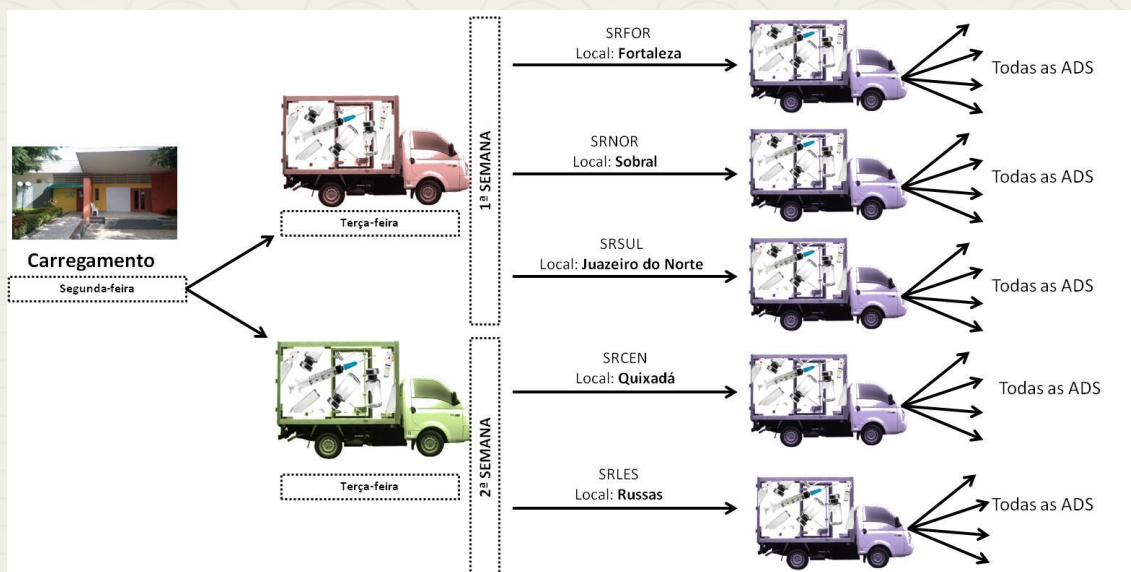 Carregamento
Segunda-feira
Terça-feira
Terça-feira
1ª SEMANA
2ª SEMANA
SRFOR
Local: Fortaleza
Todas as ADS
SRNOR
Local: Sobral
Todas as ADS
SRSUL
Local: Juazeiro do Norte
Todas as ADS
SRCEN
Local: Quixadá
Todas as ADS
SRLES
Local: Russas
Todas as ADS